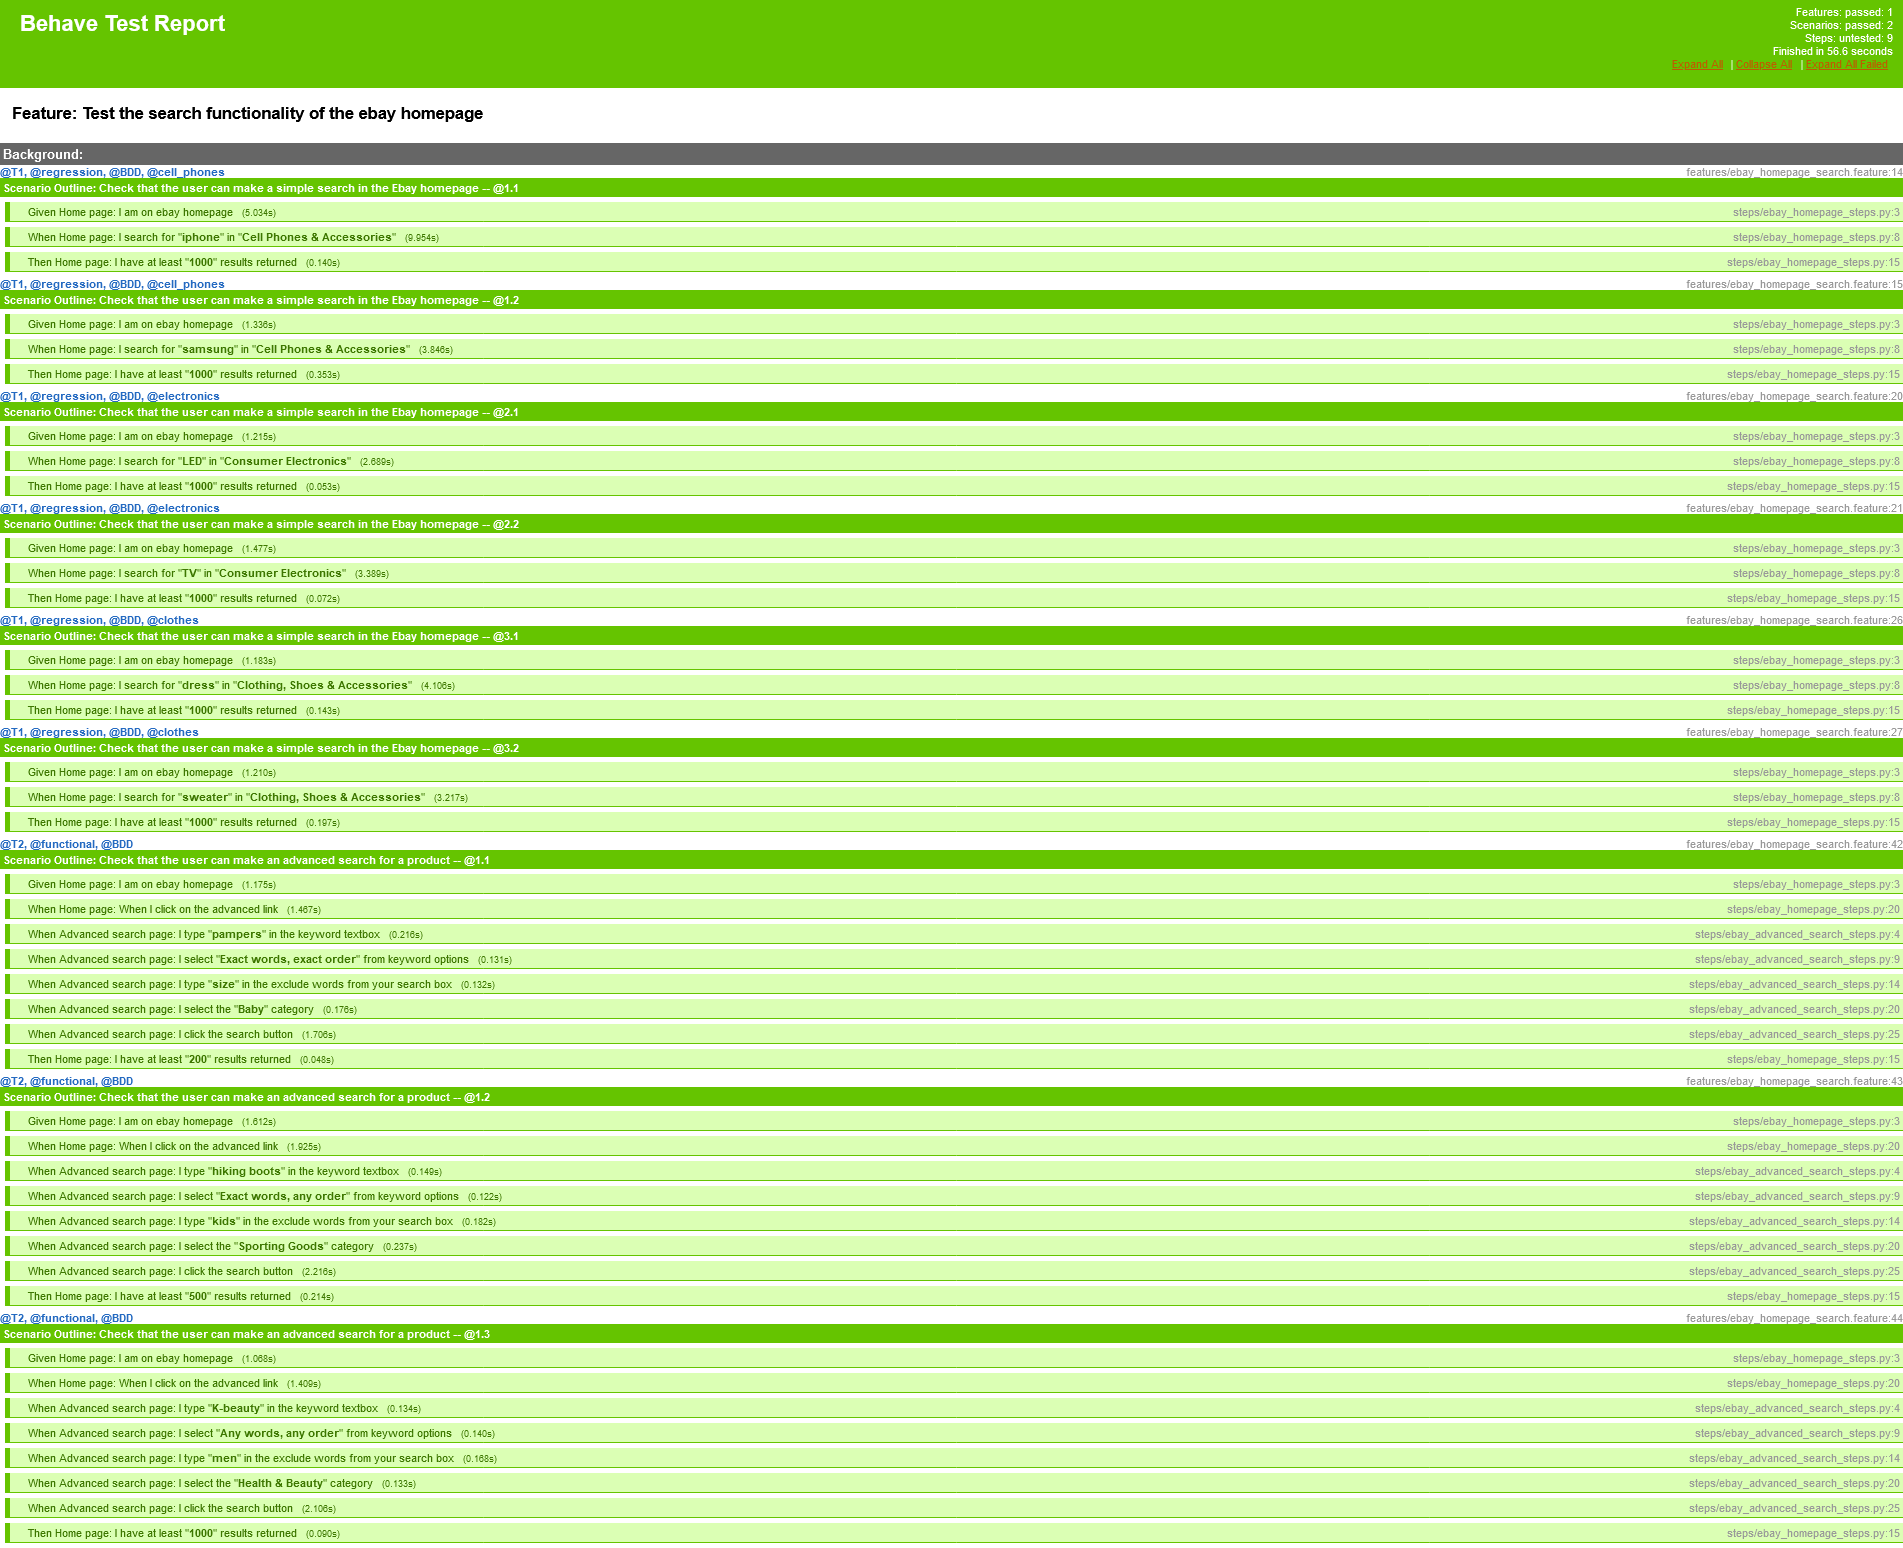 Behave Test Report
Features: passed: 1
Scenarios: passed: 2
Steps: untested: 9
Finished in 56.6 seconds
Expand All | Collapse All | Expand All Failed
Feature: Test the search functionality of the ebay homepage
Background:
@T1, @regression, @BDD, @cell_phones features/ebay_homepage_search.feature:14
Scenario Outline: Check that the user can make a simple search in the Ebay homepage -- @1.1
Given Home page: I am on ebay homepage (5.034s) steps/ebay_homepage_steps.py:3
When Home page: I search for "iphone" in "Cell Phones & Accessories" (9.954s) steps/ebay_homepage_steps.py:8
Then Home page: I have at least "1000" results returned (0.140s) steps/ebay_homepage_steps.py:15
@T1, @regression, @BDD, @cell_phones features/ebay_homepage_search.feature:15
Scenario Outline: Check that the user can make a simple search in the Ebay homepage -- @1.2
Given Home page: I am on ebay homepage (1.336s) steps/ebay_homepage_steps.py:3
When Home page: I search for "samsung" in "Cell Phones & Accessories" (3.846s) steps/ebay_homepage_steps.py:8
Then Home page: I have at least "1000" results returned (0.353s) steps/ebay_homepage_steps.py:15
@T1, @regression, @BDD, @electronics features/ebay_homepage_search.feature:20
Scenario Outline: Check that the user can make a simple search in the Ebay homepage -- @2.1
Given Home page: I am on ebay homepage (1.215s) steps/ebay_homepage_steps.py:3
When Home page: I search for "LED" in "Consumer Electronics" (2.689s) steps/ebay_homepage_steps.py:8
Then Home page: I have at least "1000" results returned (0.053s) steps/ebay_homepage_steps.py:15
@T1, @regression, @BDD, @electronics features/ebay_homepage_search.feature:21
Scenario Outline: Check that the user can make a simple search in the Ebay homepage -- @2.2
Given Home page: I am on ebay homepage (1.477s) steps/ebay_homepage_steps.py:3
When Home page: I search for "TV" in "Consumer Electronics" (3.389s) steps/ebay_homepage_steps.py:8
Then Home page: I have at least "1000" results returned (0.072s) steps/ebay_homepage_steps.py:15
@T1, @regression, @BDD, @clothes features/ebay_homepage_search.feature:26
Scenario Outline: Check that the user can make a simple search in the Ebay homepage -- @3.1
Given Home page: I am on ebay homepage (1.183s) steps/ebay_homepage_steps.py:3
When Home page: I search for "dress" in "Clothing, Shoes & Accessories" (4.106s) steps/ebay_homepage_steps.py:8
Then Home page: I have at least "1000" results returned (0.143s) steps/ebay_homepage_steps.py:15
@T1, @regression, @BDD, @clothes features/ebay_homepage_search.feature:27
Scenario Outline: Check that the user can make a simple search in the Ebay homepage -- @3.2
Given Home page: I am on ebay homepage (1.210s) steps/ebay_homepage_steps.py:3
When Home page: I search for "sweater" in "Clothing, Shoes & Accessories" (3.217s) steps/ebay_homepage_steps.py:8
Then Home page: I have at least "1000" results returned (0.197s) steps/ebay_homepage_steps.py:15
@T2, @functional, @BDD features/ebay_homepage_search.feature:42
Scenario Outline: Check that the user can make an advanced search for a product -- @1.1
Given Home page: I am on ebay homepage (1.175s) steps/ebay_homepage_steps.py:3
When Home page: When I click on the advanced link (1.467s) steps/ebay_homepage_steps.py:20
When Advanced search page: I type "pampers" in the keyword textbox (0.216s) steps/ebay_advanced_search_steps.py:4
When Advanced search page: I select "Exact words, exact order" from keyword options (0.131s) steps/ebay_advanced_search_steps.py:9
When Advanced search page: I type "size" in the exclude words from your search box (0.132s) steps/ebay_advanced_search_steps.py:14
When Advanced search page: I select the "Baby" category (0.176s) steps/ebay_advanced_search_steps.py:20
When Advanced search page: I click the search button (1.706s) steps/ebay_advanced_search_steps.py:25
Then Home page: I have at least "200" results returned (0.048s) steps/ebay_homepage_steps.py:15
@T2, @functional, @BDD features/ebay_homepage_search.feature:43
Scenario Outline: Check that the user can make an advanced search for a product -- @1.2
Given Home page: I am on ebay homepage (1.612s) steps/ebay_homepage_steps.py:3
When Home page: When I click on the advanced link (1.925s) steps/ebay_homepage_steps.py:20
When Advanced search page: I type "hiking boots" in the keyword textbox (0.149s) steps/ebay_advanced_search_steps.py:4
When Advanced search page: I select "Exact words, any order" from keyword options (0.122s) steps/ebay_advanced_search_steps.py:9
When Advanced search page: I type "kids" in the exclude words from your search box (0.182s) steps/ebay_advanced_search_steps.py:14
When Advanced search page: I select the "Sporting Goods" category (0.237s) steps/ebay_advanced_search_steps.py:20
When Advanced search page: I click the search button (2.216s) steps/ebay_advanced_search_steps.py:25
Then Home page: I have at least "500" results returned (0.214s) steps/ebay_homepage_steps.py:15
@T2, @functional, @BDD features/ebay_homepage_search.feature:44
Scenario Outline: Check that the user can make an advanced search for a product -- @1.3
Given Home page: I am on ebay homepage (1.068s) steps/ebay_homepage_steps.py:3
When Home page: When I click on the advanced link (1.409s) steps/ebay_homepage_steps.py:20
When Advanced search page: I type "K-beauty" in the keyword textbox (0.134s) steps/ebay_advanced_search_steps.py:4
When Advanced search page: I select "Any words, any order" from keyword options (0.140s) steps/ebay_advanced_search_steps.py:9
When Advanced search page: I type "men" in the exclude words from your search box (0.168s) steps/ebay_advanced_search_steps.py:14
When Advanced search page: I select the "Health & Beauty" category (0.133s) steps/ebay_advanced_search_steps.py:20
When Advanced search page: I click the search button (2.106s) steps/ebay_advanced_search_steps.py:25
Then Home page: I have at least "1000" results returned (0.090s) steps/ebay_homepage_steps.py:15